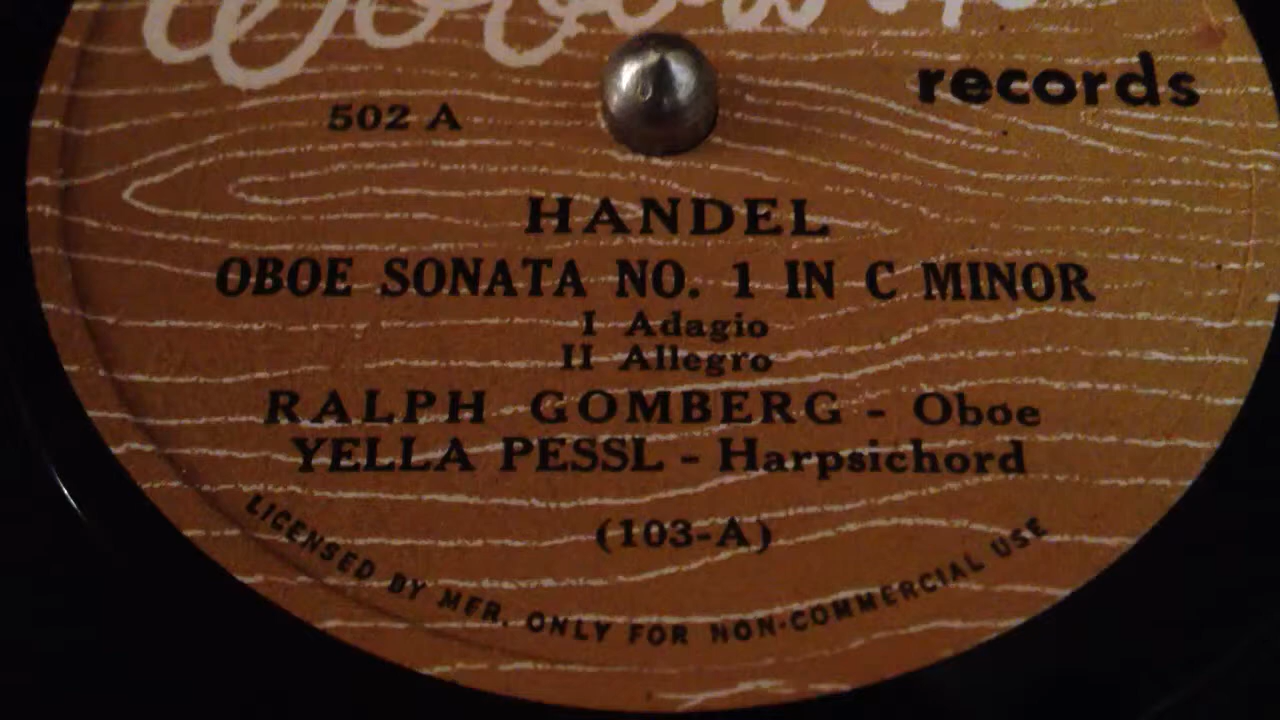 records
502 A
HANDEL
OBOE SONATA NO. 1 IN C MINOR
I Adagio
II Allegro
RALPH GOMBERG - Oboe
YELLA PESSL - Harpsichord
(103-A)
LICENSED BY MFR. ONLY FOR NON-COMMERCIAL USE